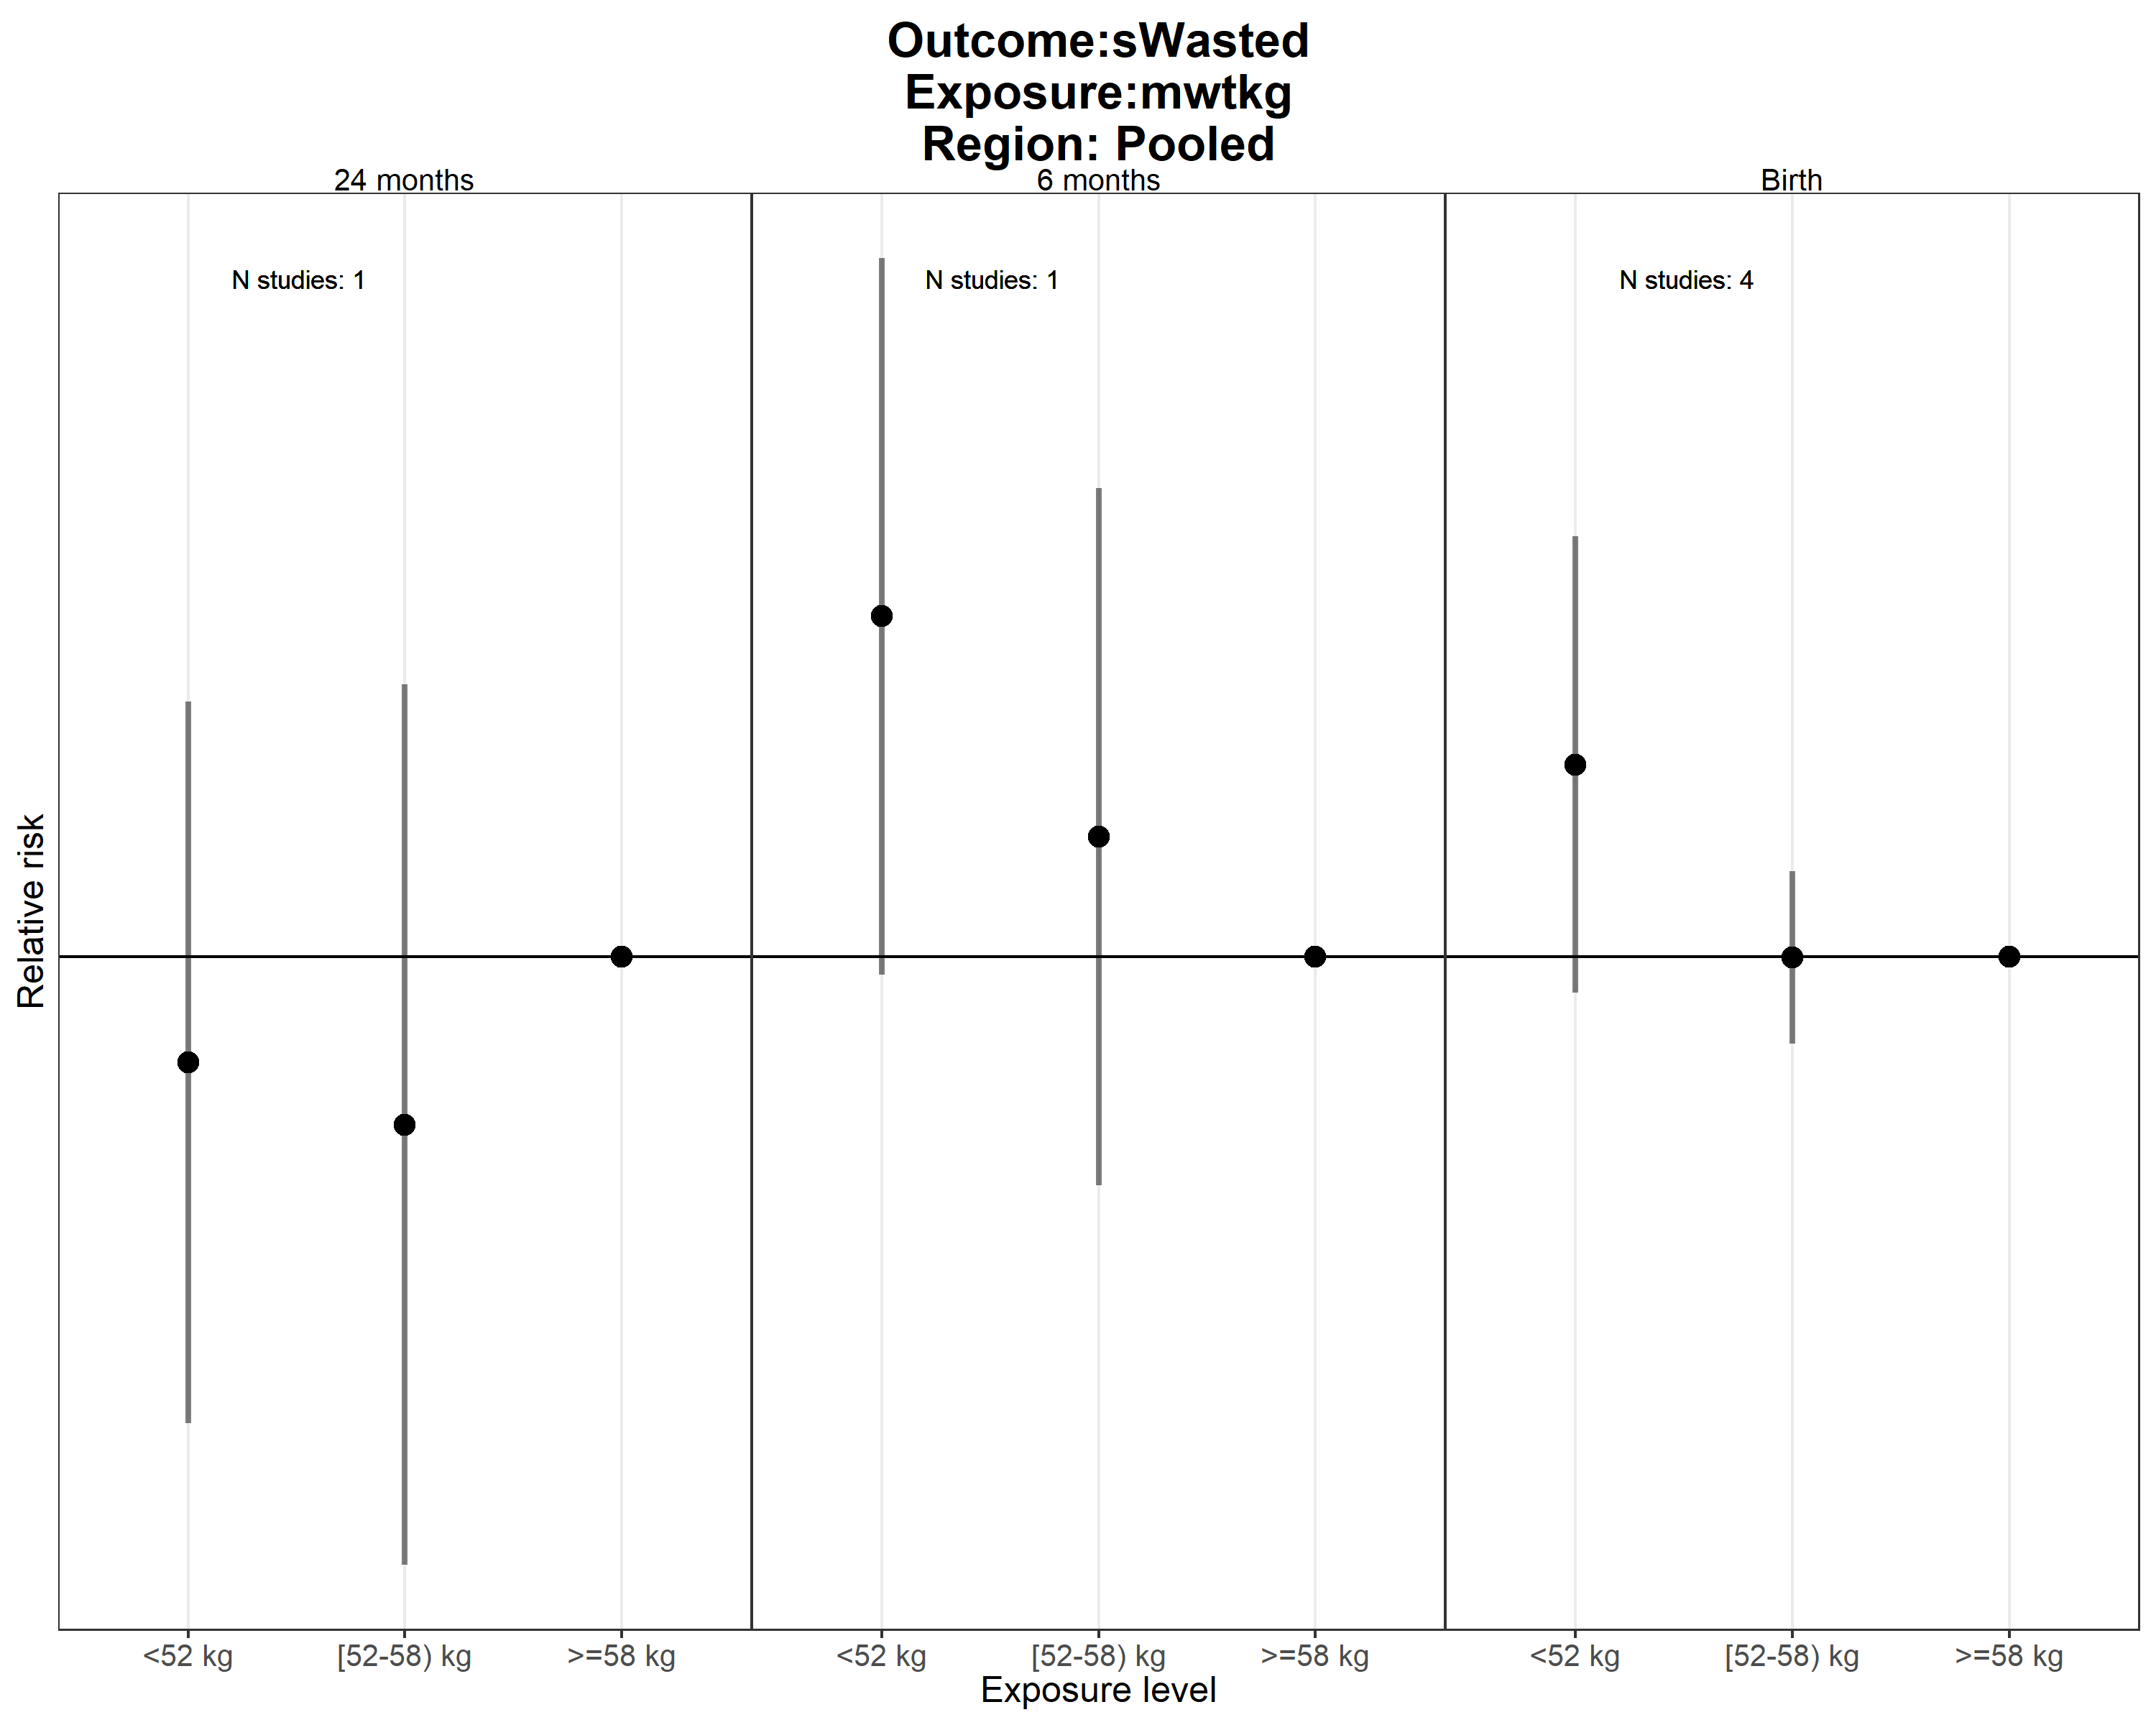 Outcome:sWasted
Exposure:mwtkg
Region: Pooled
24 months
6 months
Birth
N studies: 1
N studies: 1
N studies: 4
Relative risk
<52 kg
[52-58) kg
>=58 kg
<52 kg
[52-58) kg
>=58 kg
<52 kg
[52-58) kg
>=58 kg
Exposure level